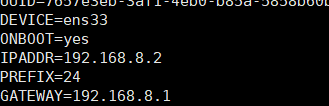 DEVICE=ens33
ONBOOT=yes
IPADDR=192.168.8.2
PREFIX=24
GATEWAY=192.168.8.1